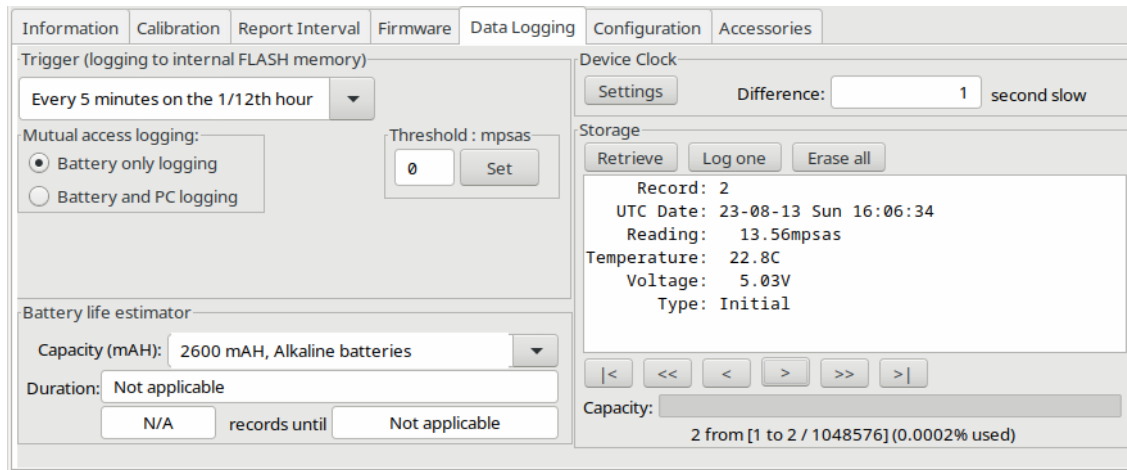 Information Calibration Report Interval Firmware Data Logging Configuration Accessories
Trigger (logging to internal FLASH memory)
Every 5 minutes on the 1/12th hour
Mutual access logging:
Battery only logging
Battery and PC logging
Threshold : mpsas
0 Set
Battery life estimator
Capacity (mAH): 2600 mAH, Alkaline batteries
Duration: Not applicable
N/A records until Not applicable
Device Clock
Settings Difference: 1 second slow
Storage
Retrieve Log one Erase all
Record: 2
UTC Date: 23-08-13 Sun 16:06:34
Reading: 13.56mpsas
Temperature: 22.8C
Voltage: 5.03V
Type: Initial
|< << < > >> >|
Capacity:
2 from [1 to 2 / 1048576] (0.0002% used)